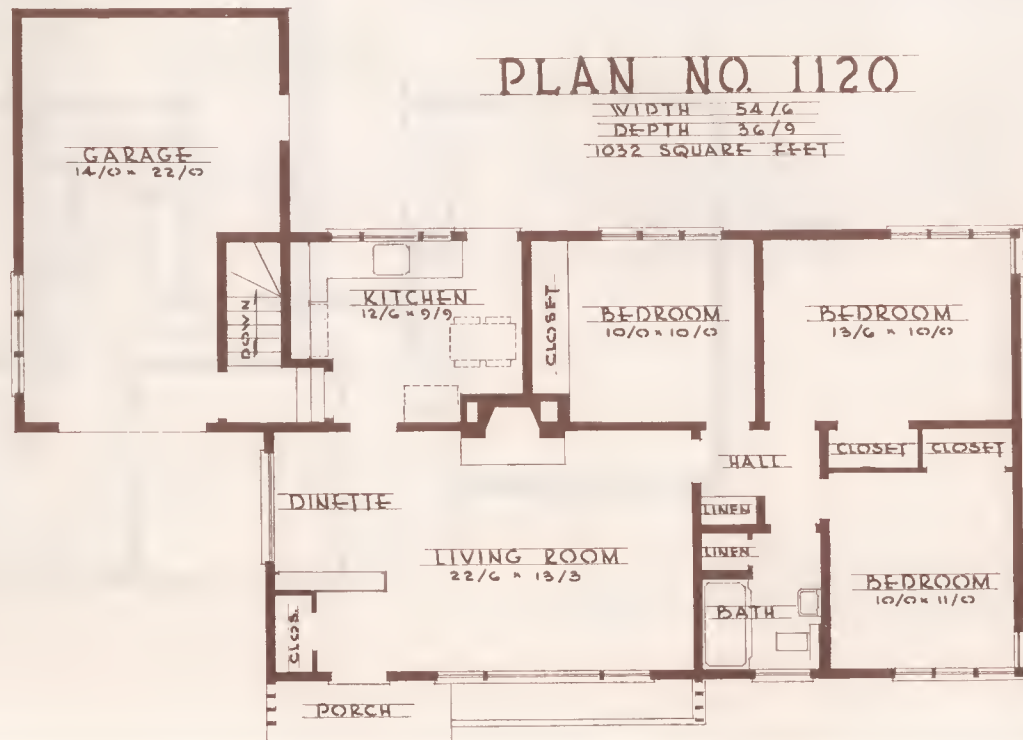 PLAN NO. 1120
WIDTH 54/6
DEPTH 36/9
1032 SQUARE FEET
GARAGE
14/0 x 22/0
DOWN
KITCHEN
12/6 x 9/9
CLOSET
BEDROOM
10/0 x 10/0
BEDROOM
13/6 x 10/0
HALL
CLOSET
CLOSET
DINETTE
LINEN
LINEN
LIVING ROOM
22/6 x 13/3
BEDROOM
10/0 x 11/0
BATH
CLOS.
PORCH